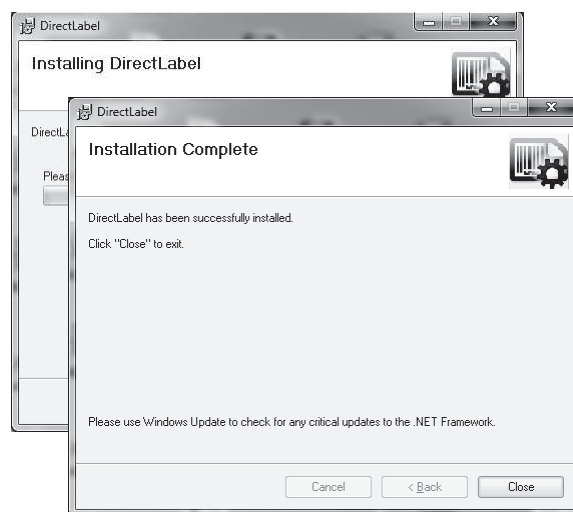 DirectLabel
Installing DirectLabel
DirectLabel
Installation Complete
DirectLabel has been successfully installed.
Click "Close" to exit.
Please use Windows Update to check for any critical updates to the .NET Framework.
Cancel
< Back
Close